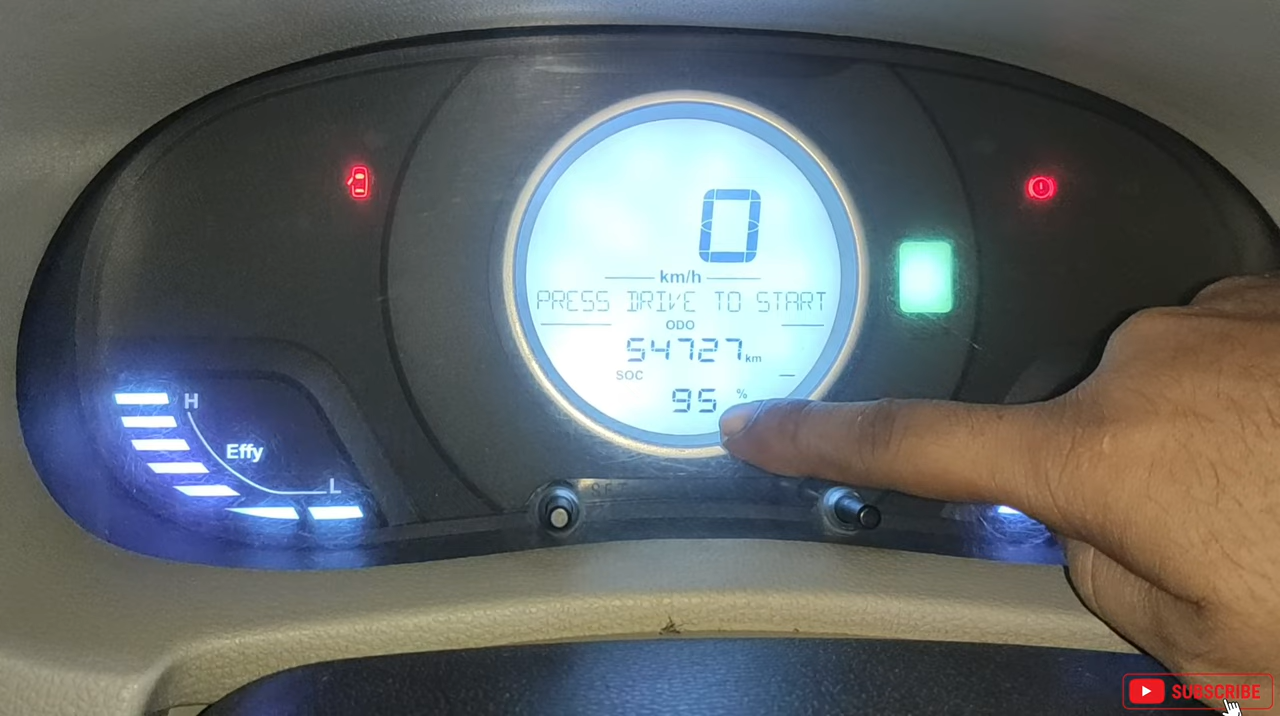 0
km/h
PRESS DRIVE TO START
ODO
54727 km
SOC
95 %
H
Effy
L
SUBSCRIBE